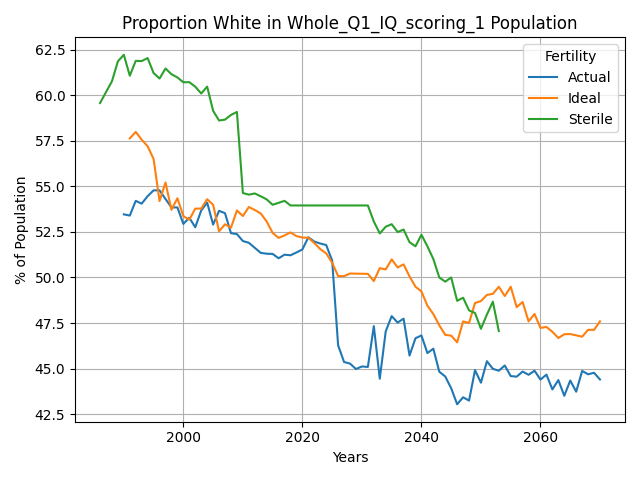 Proportion White in Whole_Q1_IQ_scoring_1 Population
% of Population
62.5
60.0
57.5
55.0
52.5
50.0
47.5
45.0
42.5
Fertility
Actual
Ideal
Sterile
2000
2020
2040
2060
Years